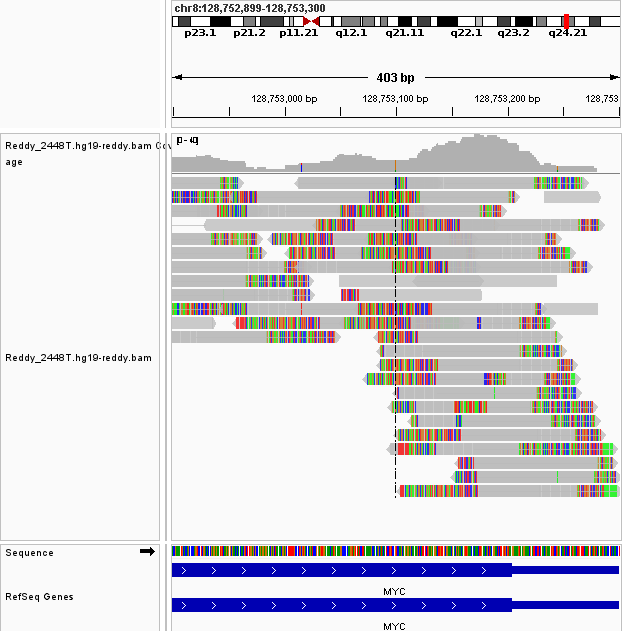 chr8:128,752,899-128,753,300
p23.1 p21.2 p11.21 q12.1 q21.11 q22.1 q23.2 q24.21
403 bp
128,753,000 bp 128,753,100 bp 128,753,200 bp 128,753
Reddy_2448T.hg19-reddy.bam Cov
age
Reddy_2448T.hg19-reddy.bam
Sequence
MYC
RefSeq Genes
MYC